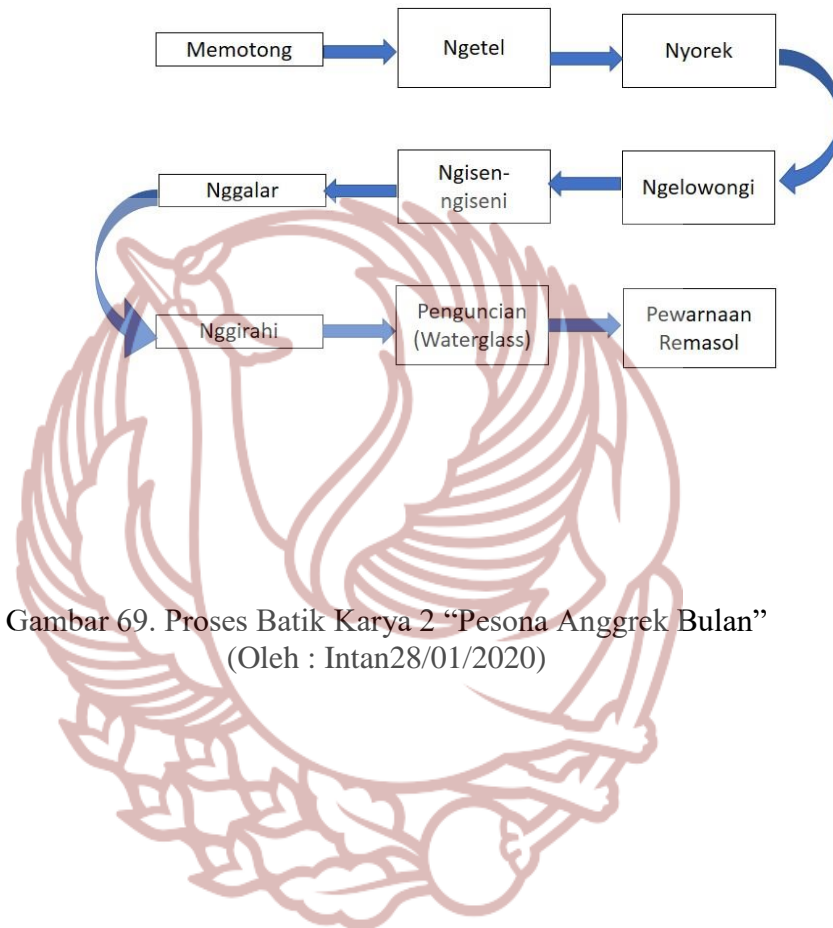 Memotong
Ngetel
Nyorek
Ngelowongi
Ngisen-
ngiseni
Nggalar
Nggirahi
Penguncian
(Waterglass)
Pewarnaan
Remasol
Gambar 69. Proses Batik Karya 2 “Pesona Anggrek Bulan”
(Oleh : Intan28/01/2020)